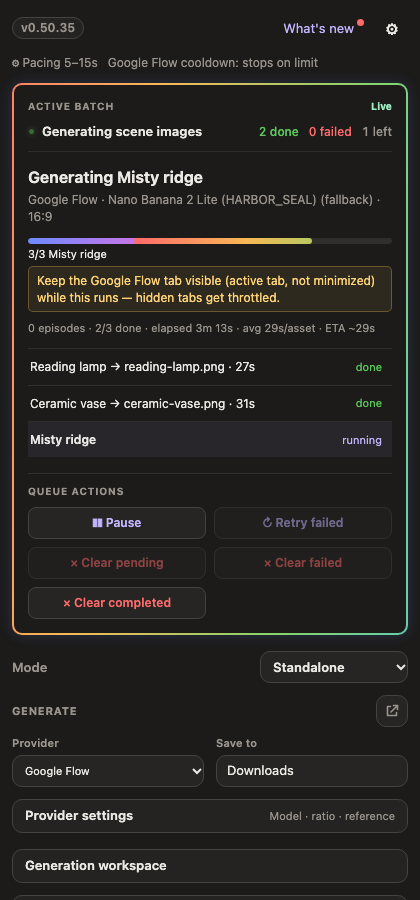 v0.50.35
What's new
Pacing 5–15s Google Flow cooldown: stops on limit
ACTIVE BATCH
Live
Generating scene images
2 done 0 failed 1 left
Generating Misty ridge
Google Flow · Nano Banana 2 Lite (HARBOR_SEAL) (fallback) ·
16:9
3/3 Misty ridge
Keep the Google Flow tab visible (active tab, not minimized)
while this runs — hidden tabs get throttled.
0 episodes · 2/3 done · elapsed 3m 13s · avg 29s/asset · ETA ~29s
Reading lamp → reading-lamp.png · 27s
done
Ceramic vase → ceramic-vase.png · 31s
done
Misty ridge
running
QUEUE ACTIONS
Pause
↻ Retry failed
× Clear pending
× Clear failed
× Clear completed
Mode
Standalone
GENERATE
Provider
Save to
Google Flow
Downloads
Provider settings
Model · ratio · reference
Generation workspace